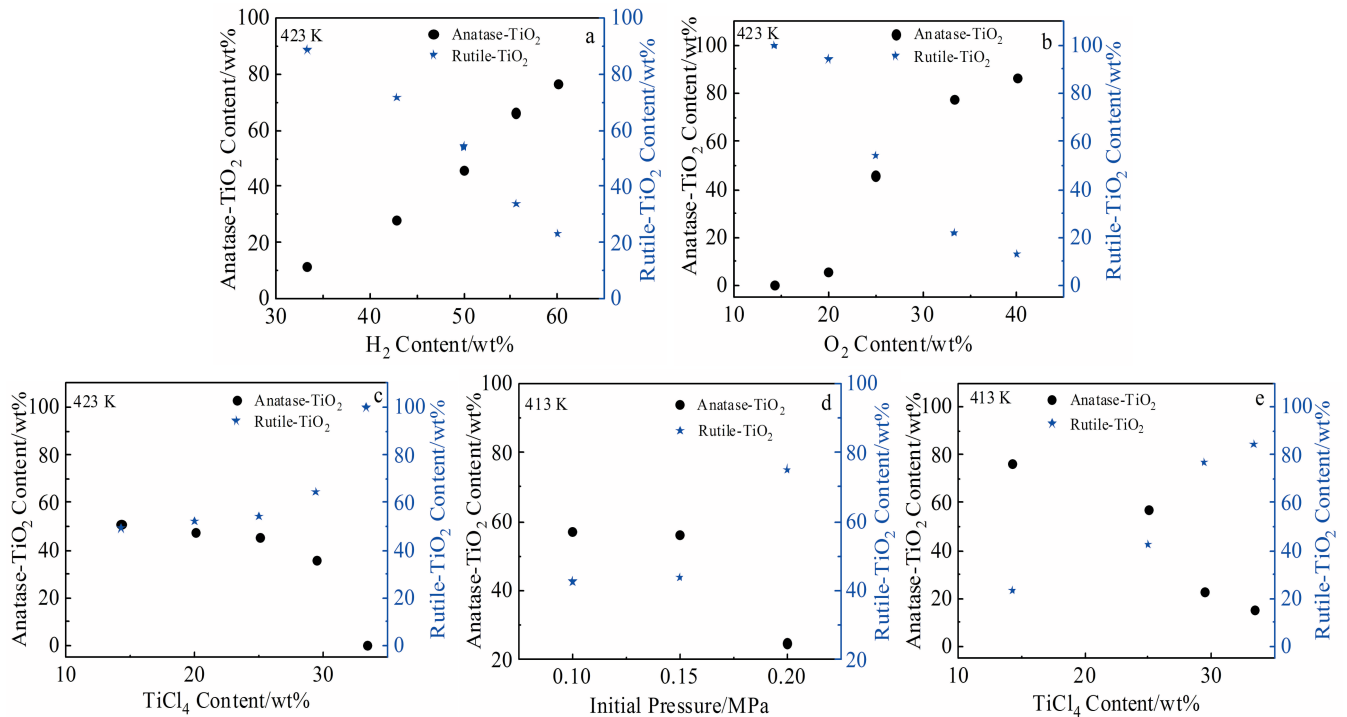 423 K
Anatase-TiO₂
Rutile-TiO₂
a
100
80
60
40
20
0
Anatase-TiO₂ Content/wt%
100
80
60
40
20
0
Rutile-TiO₂ Content/wt%
30 40 50 60
H₂ Content/wt%
423 K
Anatase-TiO₂
Rutile-TiO₂
b
100
80
60
40
20
0
Anatase-TiO₂ Content/wt%
100
80
60
40
20
0
Rutile-TiO₂ Content/wt%
10 20 30 40
O₂ Content/wt%
423 K
Anatase-TiO₂
Rutile-TiO₂
c
100
80
60
40
20
0
Anatase-TiO₂ Content/wt%
100
80
60
40
20
0
Rutile-TiO₂ Content/wt%
10 20 30
TiCl₄ Content/wt%
413 K
Anatase-TiO₂
Rutile-TiO₂
d
100
80
60
40
20
Anatase-TiO₂ Content/wt%
100
80
60
40
20
Rutile-TiO₂ Content/wt%
0.10 0.15 0.20
Initial Pressure/MPa
413 K
Anatase-TiO₂
Rutile-TiO₂
e
100
80
60
40
20
0
Anatase-TiO₂ Content/wt%
100
80
60
40
20
0
Rutile-TiO₂ Content/wt%
10 20 30
TiCl₄ Content/wt%